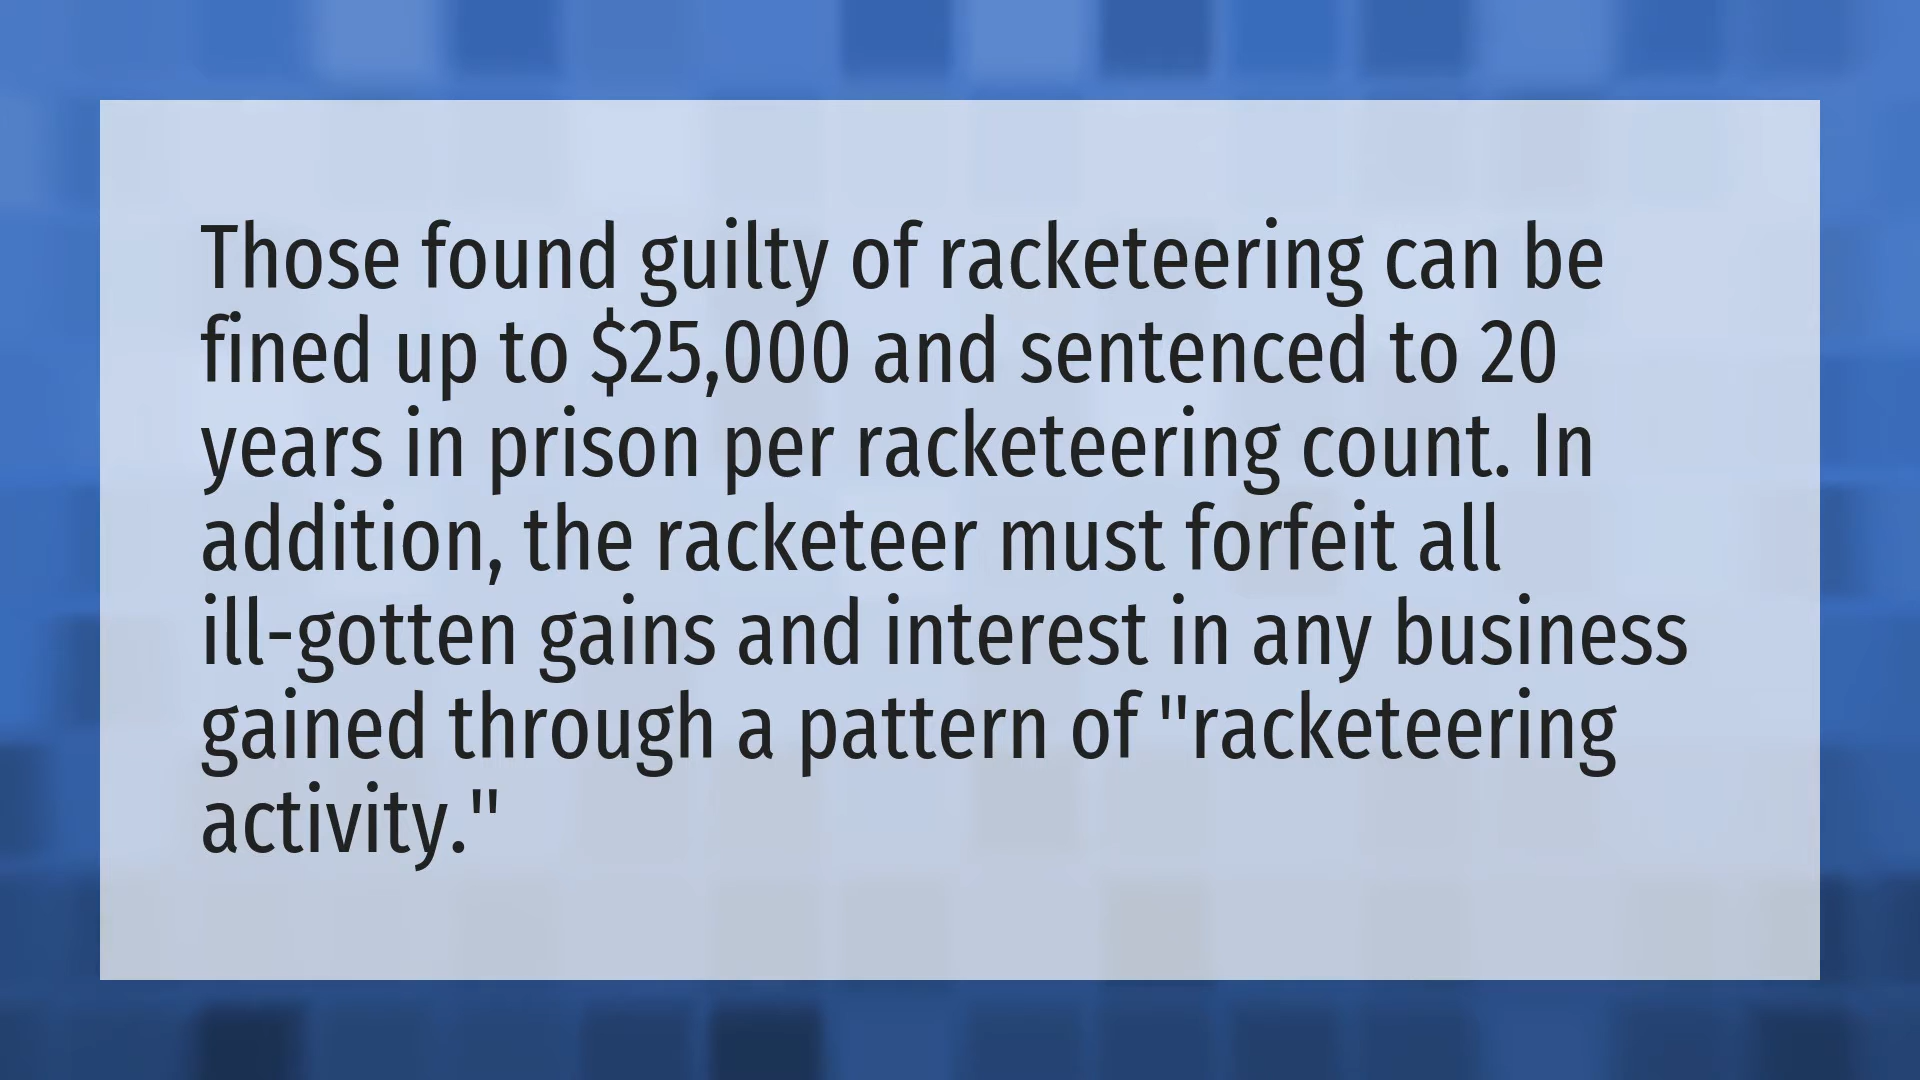 Those found guilty of racketeering can be
fined up to $25,000 and sentenced to 20
years in prison per racketeering count. In
addition, the racketeer must forfeit all
ill-gotten gains and interest in any business
gained through a pattern of "racketeering
activity."